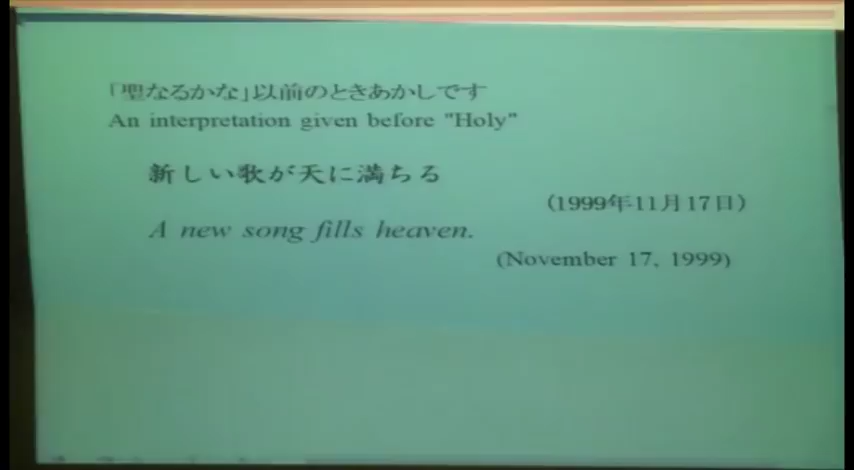 「聖なるかな」以前のときあかしです
An interpretation given before "Holy"
新しい歌が天に満ちる
(1999年11月17日)
A new song fills heaven.
(November 17, 1999)